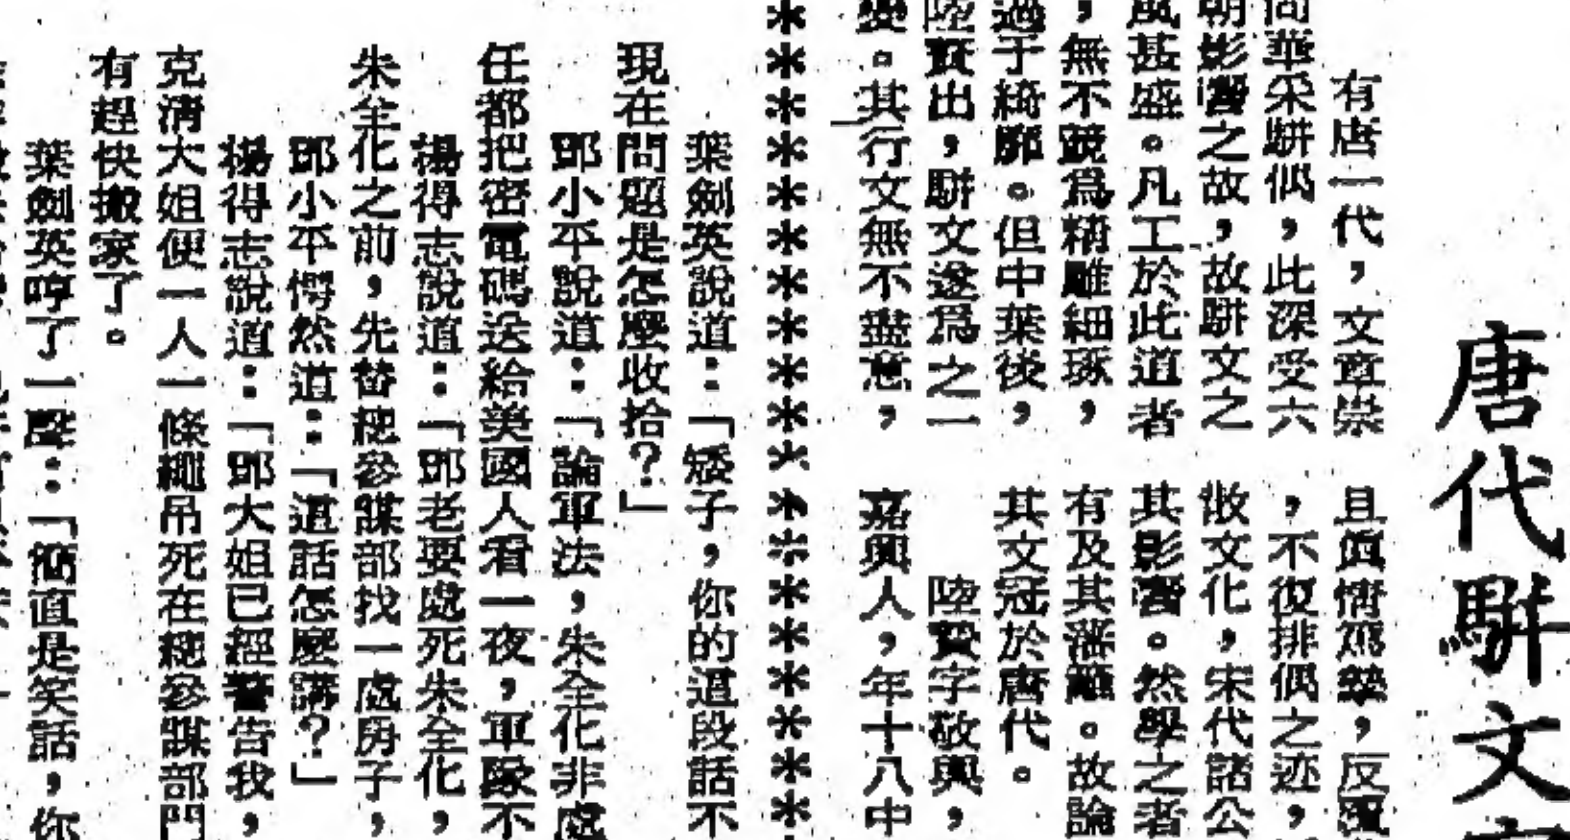 唐代駢文
有唐一代，文章崇
尚華采駢偶，此深受六
朝影響之故，故駢文之
風甚盛。凡工於此道者
，無不競爲精雕細琢，
過于綺靡。但中葉後，
陸贄出，駢文遂爲之一
變。其行文無不盡意，
且眞情篤摯，反覆
，不復排偶之迹，
散文化，宋代諸公
其影響。然學之者
有及其藩籬。故論
其文冠於唐代。
陸贄字敬輿，
嘉興人，年十八中
葉劍英說道：「矮子，你的這段話不
現在問題是怎麼收拾？」
鄧小平說道：「論軍法，朱全化非處
任都把密電碼送給美國人看一夜，軍隊不
楊得志說道：「鄧老要處死朱全化，
朱全化之前，先替總參謀部找一處房子，
鄧小平愕然道：「這話怎麼講？」
楊得志說道：「鄧大姐已經警告我，
克清大姐便一人一條繩吊死在總參謀部門
有趕快搬家了。
葉劍英哼了一聲：「簡直是笑話，你